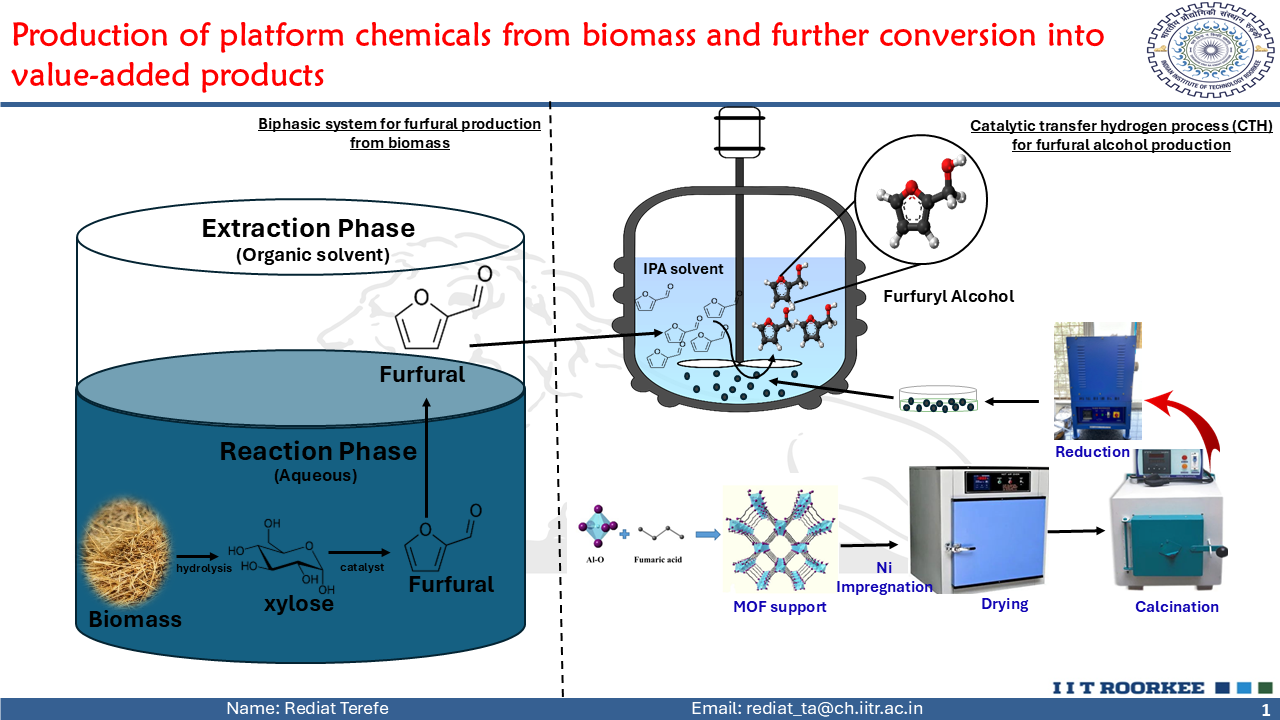 Production of platform chemicals from biomass and further conversion into
value-added products
Biphasic system for furfural production
from biomass
Extraction Phase
(Organic solvent)
O
O
Furfural
Reaction Phase
(Aqueous)
Biomass
hydrolysis
OH
HO
HO
O
OH
OH
xylose
catalyst
O
O
Furfural
Catalytic transfer hydrogen process (CTH)
for furfural alcohol production
IPA solvent
Furfuryl Alcohol
Reduction
Al-O
+
Fumaric acid
MOF support
Ni
Impregnation
Drying
Calcination
I I T ROORKEE
Name: Rediat Terefe
Email: rediat_ta@ch.iitr.ac.in
1